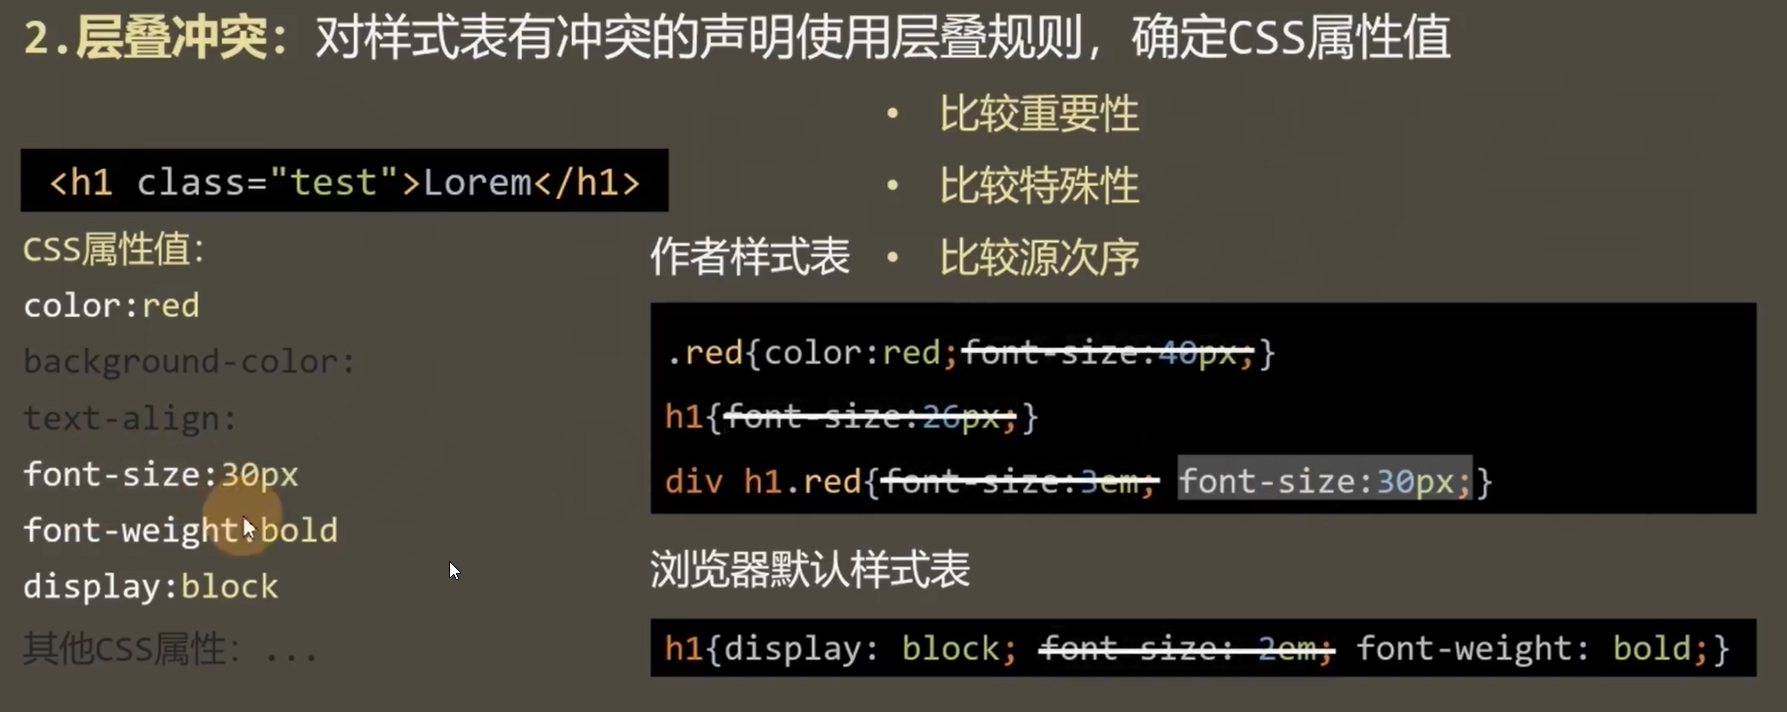 2.层叠冲突：对样式表有冲突的声明使用层叠规则，确定CSS属性值
• 比较重要性
• 比较特殊性
• 比较源次序
<h1 class="test">Lorem</h1>
CSS属性值：
color:red
background-color:
text-align:
font-size:30px
font-weight:bold
display:block
其他CSS属性：...
作者样式表
.red{color:red;font-size:40px;}
h1{font-size:26px;}
div h1.red{font-size:3em; font-size:30px;}
浏览器默认样式表
h1{display: block; font-size: 2em; font-weight: bold;}